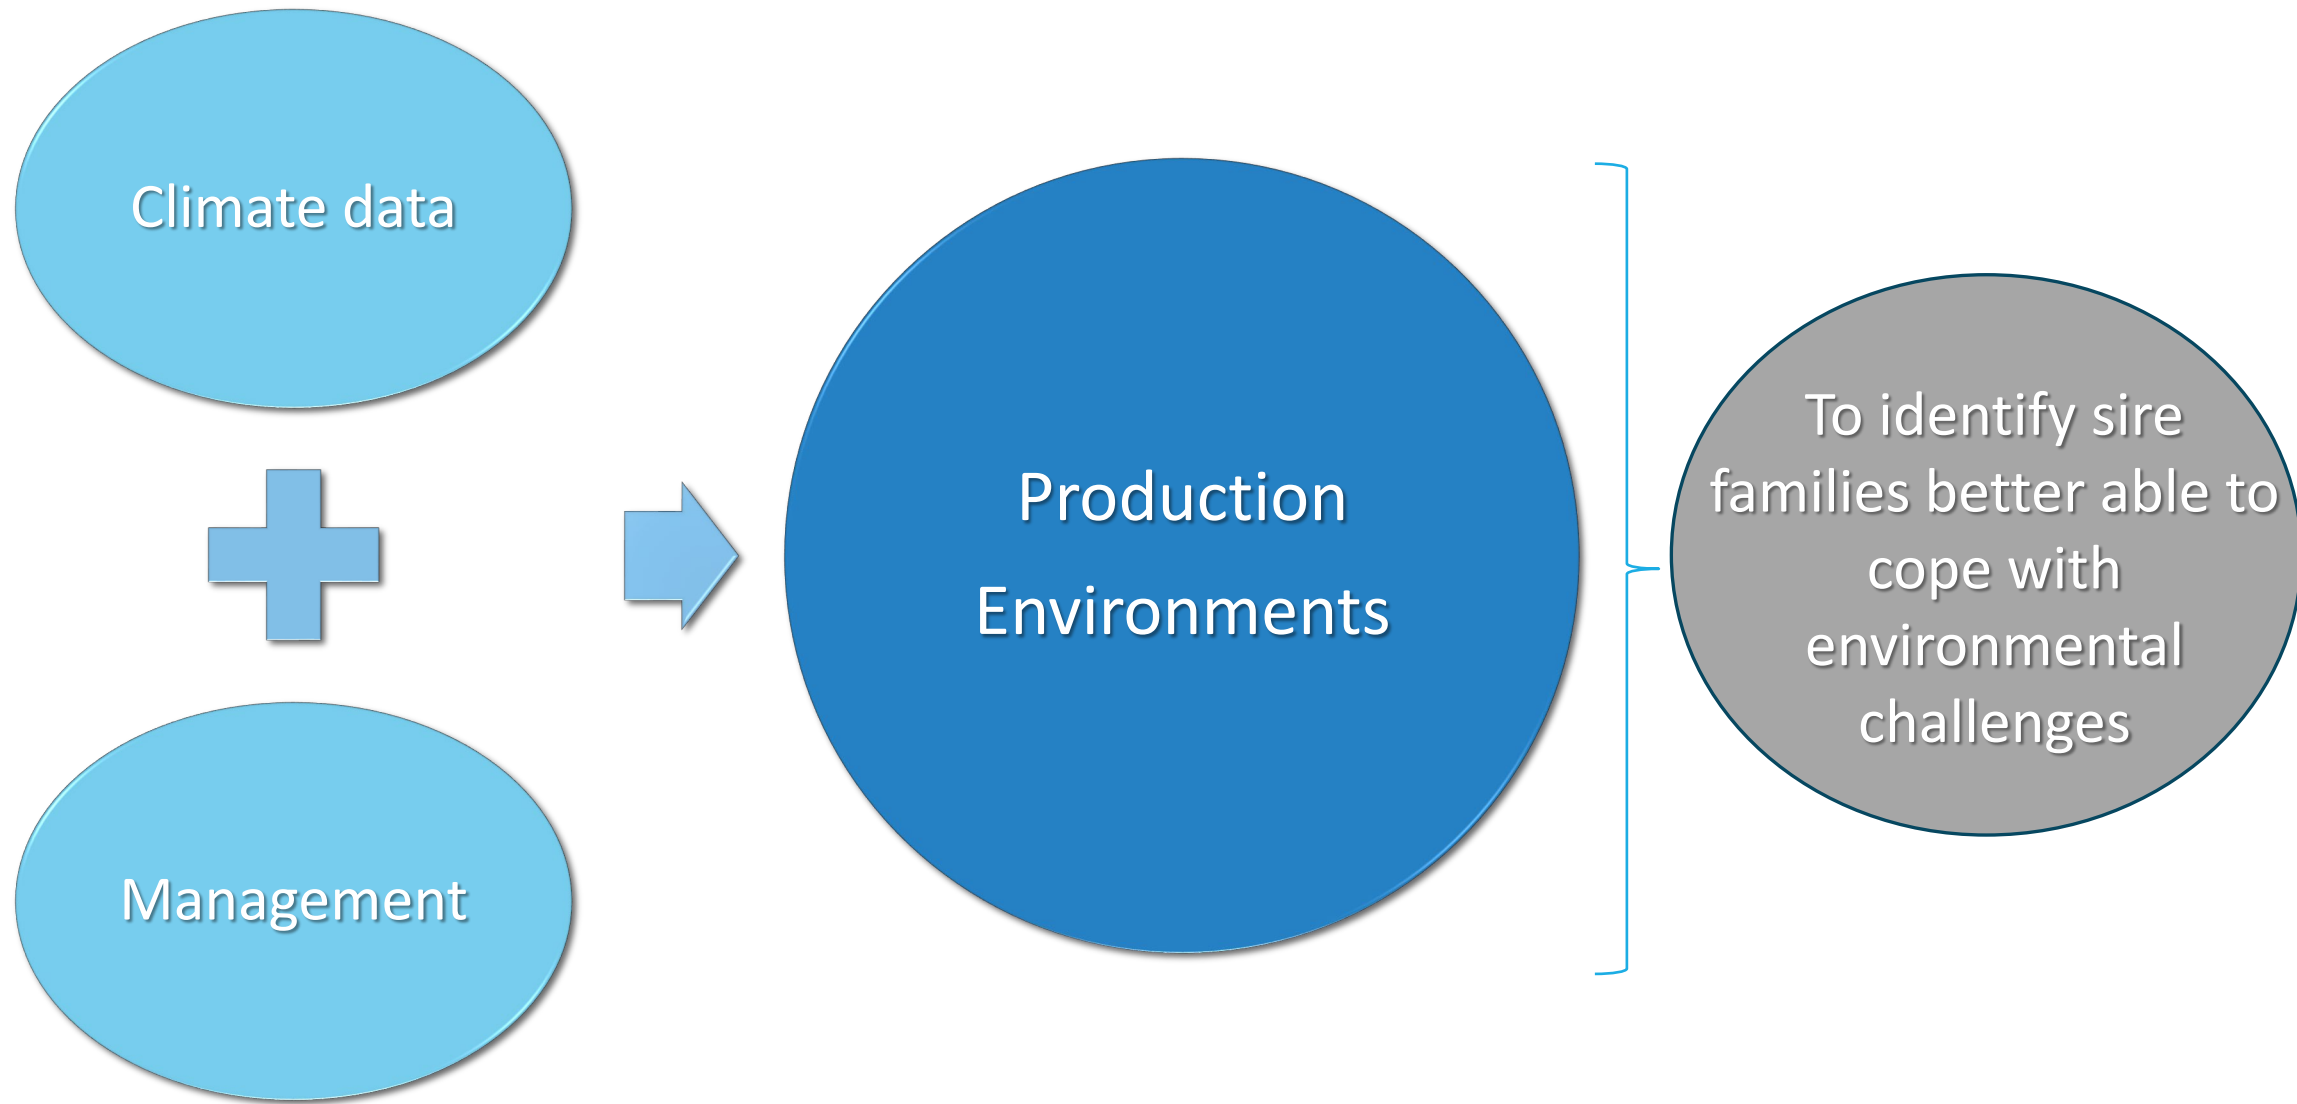 Climate data
Management
Production
Environments
To identify sire
families better able to
cope with
environmental
challenges